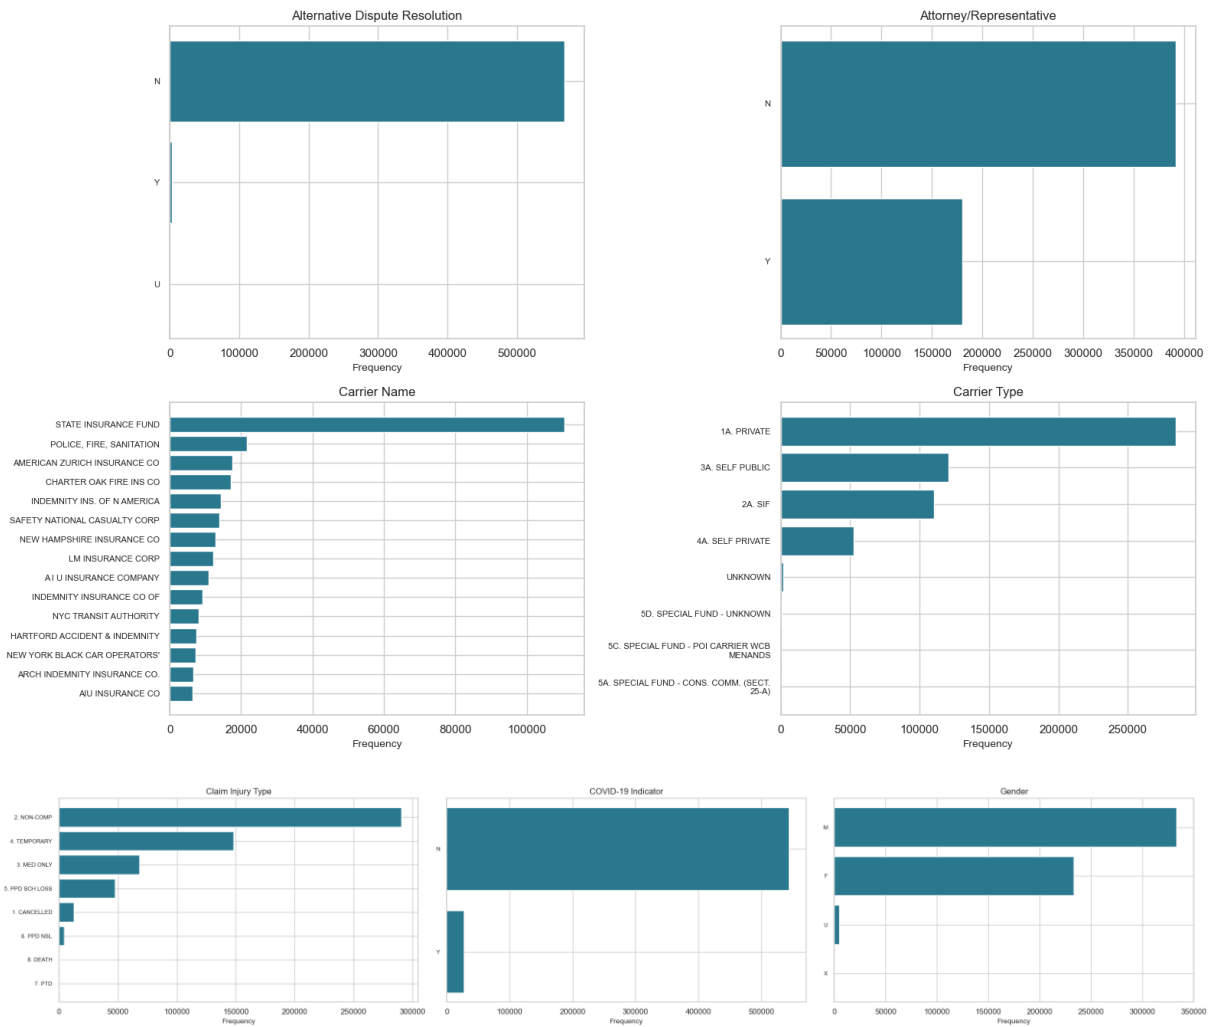 Alternative Dispute Resolution
N
Y
U
0 100000 200000 300000 400000 500000
Frequency
Attorney/Representative
N
Y
0 50000 100000 150000 200000 250000 300000 350000 400000
Frequency
Carrier Name
STATE INSURANCE FUND
POLICE, FIRE, SANITATION
AMERICAN ZURICH INSURANCE CO
CHARTER OAK FIRE INS CO
INDEMNITY INS. OF N AMERICA
SAFETY NATIONAL CASUALTY CORP
NEW HAMPSHIRE INSURANCE CO
LM INSURANCE CORP
A I U INSURANCE COMPANY
INDEMNITY INSURANCE CO OF
NYC TRANSIT AUTHORITY
HARTFORD ACCIDENT & INDEMNITY
NEW YORK BLACK CAR OPERATORS'
ARCH INDEMNITY INSURANCE CO.
AIU INSURANCE CO
0 20000 40000 60000 80000 100000
Frequency
Carrier Type
1A. PRIVATE
3A. SELF PUBLIC
2A. SIF
4A. SELF PRIVATE
UNKNOWN
5D. SPECIAL FUND - UNKNOWN
5C. SPECIAL FUND - POI CARRIER WCB
MENANDS
5A. SPECIAL FUND - CONS. COMM. (SECT.
25-A)
0 50000 100000 150000 200000 250000
Frequency
Claim Injury Type
2. NON-COMP
4. TEMPORARY
3. MED ONLY
5. PPD SCH LOSS
1. CANCELLED
6. PPD NSL
8. DEATH
7. PTD
0 50000 100000 150000 200000 250000 300000
Frequency
COVID-19 Indicator
N
Y
0 100000 200000 300000 400000 500000
Frequency
Gender
M
F
U
X
0 50000 100000 150000 200000 250000 300000 350000
Frequency